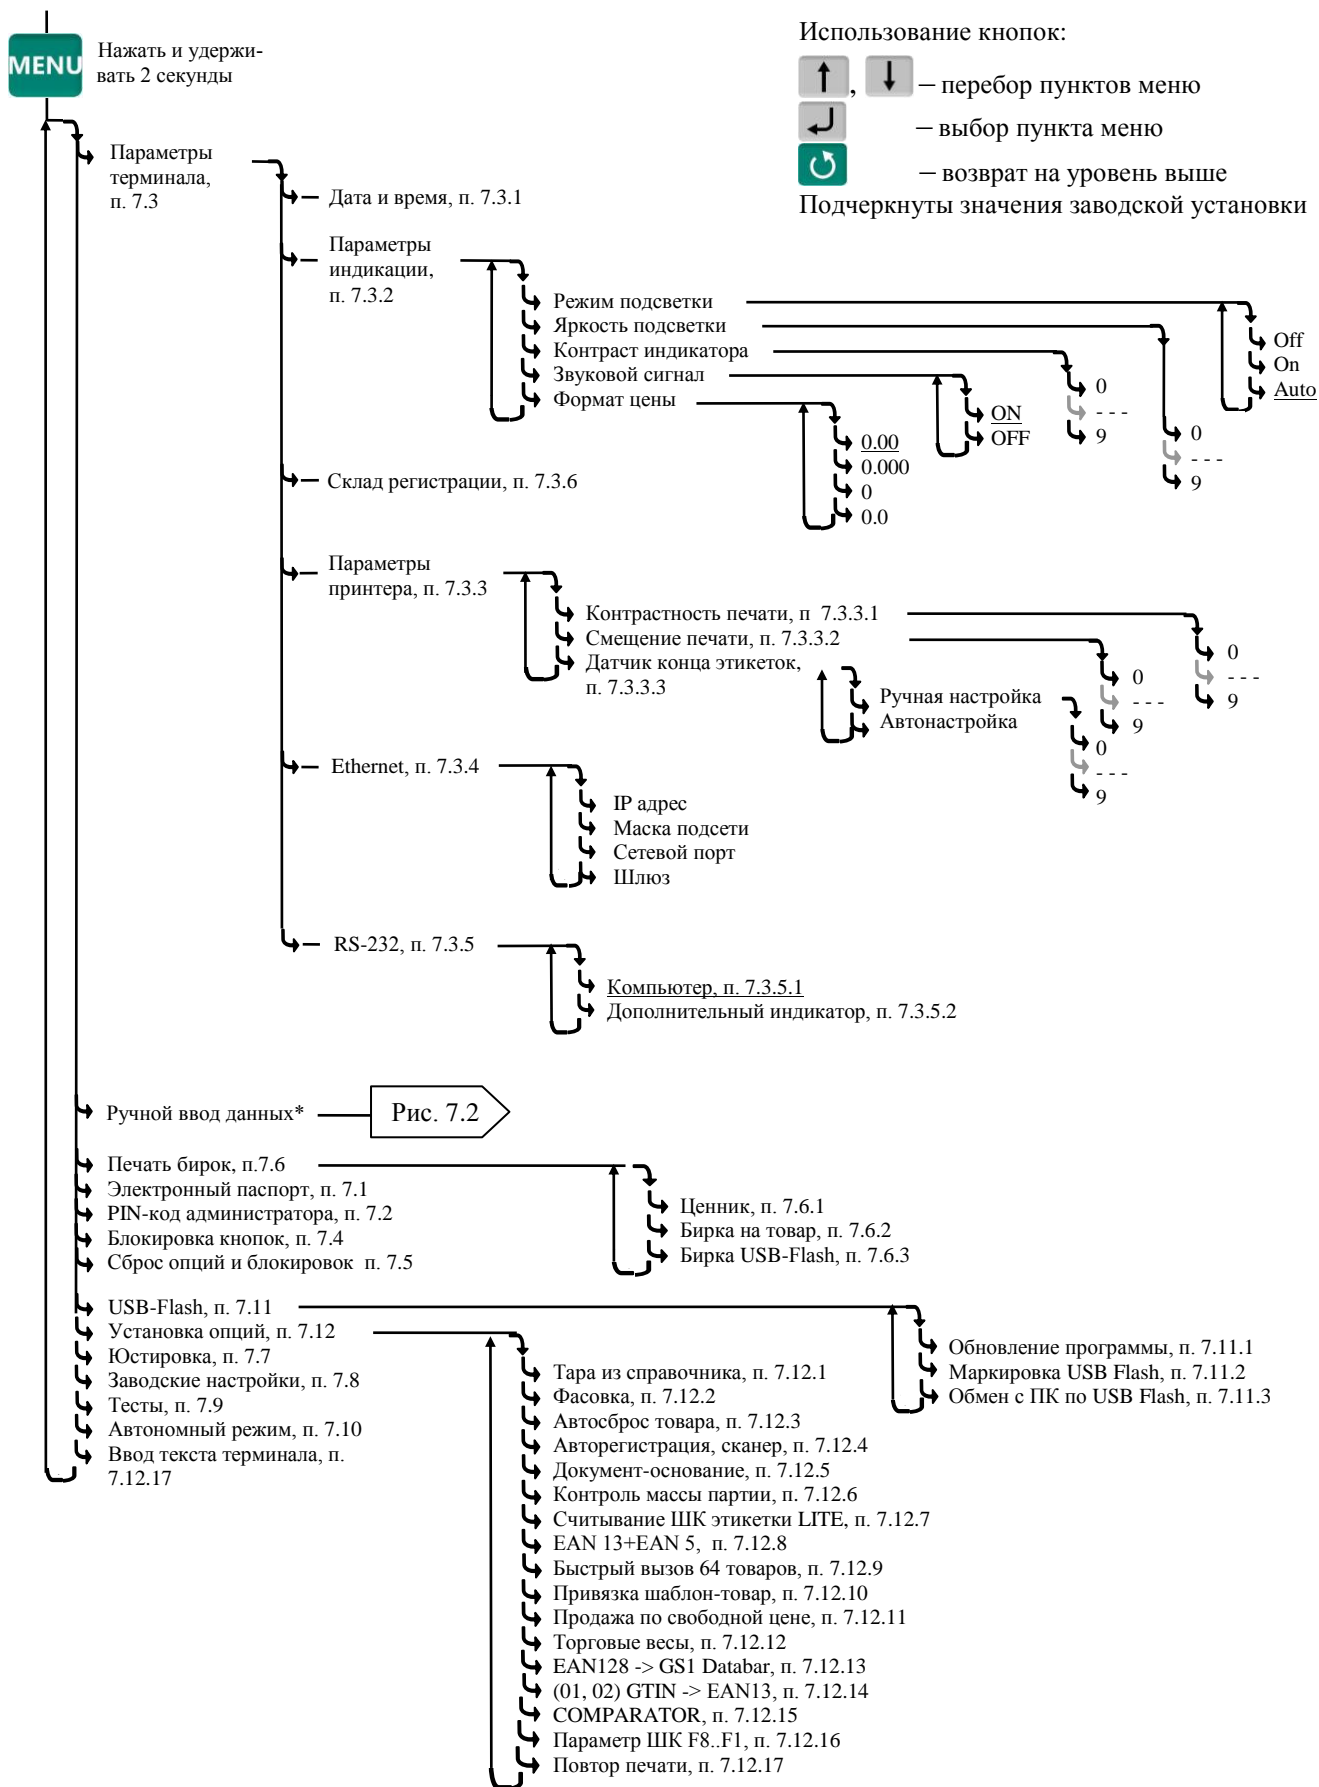 MENU
Нажать и удержи-
вать 2 секунды
Использование кнопок:
, – перебор пунктов меню
– выбор пункта меню
– возврат на уровень выше
Подчеркнуты значения заводской установки
Параметры
терминала,
п. 7.3
Дата и время, п. 7.3.1
Параметры
индикации,
п. 7.3.2
Режим подсветки
Яркость подсветки
Контраст индикатора
Звуковой сигнал
Формат цены
Off
On
Auto
0
- - -
9
0
- - -
9
ON
OFF
0.00
0.000
0
0.0
Склад регистрации, п. 7.3.6
Параметры
принтера, п. 7.3.3
Контрастность печати, п 7.3.3.1
Смещение печати, п. 7.3.3.2
Датчик конца этикеток,
п. 7.3.3.3
0
- - -
9
0
- - -
9
Ручная настройка
Автонастройка
0
- - -
9
Ethernet, п. 7.3.4
IP адрес
Маска подсети
Сетевой порт
Шлюз
RS-232, п. 7.3.5
Компьютер, п. 7.3.5.1
Дополнительный индикатор, п. 7.3.5.2
Ручной ввод данных*
Рис. 7.2
Печать бирок, п.7.6
Электронный паспорт, п. 7.1
PIN-код администратора, п. 7.2
Блокировка кнопок, п. 7.4
Сброс опций и блокировок п. 7.5
Ценник, п. 7.6.1
Бирка на товар, п. 7.6.2
Бирка USB-Flash, п. 7.6.3
USB-Flash, п. 7.11
Установка опций, п. 7.12
Юстировка, п. 7.7
Заводские настройки, п. 7.8
Тесты, п. 7.9
Автономный режим, п. 7.10
Ввод текста терминала, п.
7.12.17
Обновление программы, п. 7.11.1
Маркировка USB Flash, п. 7.11.2
Обмен с ПК по USB Flash, п. 7.11.3
Тара из справочника, п. 7.12.1
Фасовка, п. 7.12.2
Автосброс товара, п. 7.12.3
Авторегистрация, сканер, п. 7.12.4
Документ-основание, п. 7.12.5
Контроль массы партии, п. 7.12.6
Считывание ШК этикетки LITE, п. 7.12.7
EAN 13+EAN 5, п. 7.12.8
Быстрый вызов 64 товаров, п. 7.12.9
Привязка шаблон-товар, п. 7.12.10
Продажа по свободной цене, п. 7.12.11
Торговые весы, п. 7.12.12
EAN128 -> GS1 Databar, п. 7.12.13
(01, 02) GTIN -> EAN13, п. 7.12.14
COMPARATOR, п. 7.12.15
Параметр ШК F8..F1, п. 7.12.16
Повтор печати, п. 7.12.17